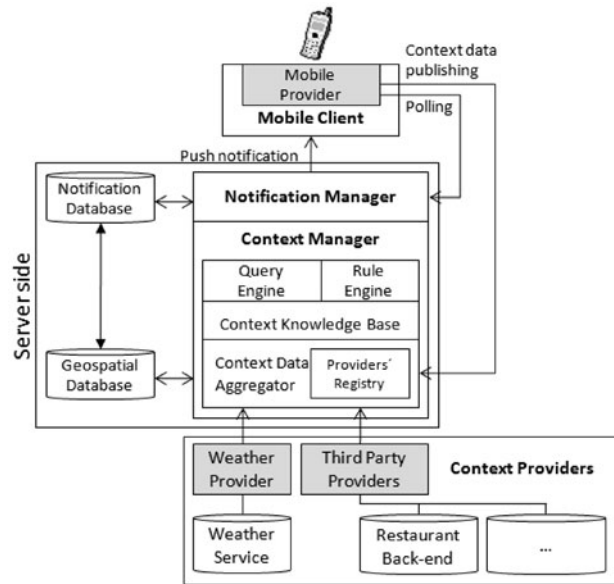 Context data
publishing
Mobile
Provider
Mobile Client
Polling
Push notification
Server side
Notification
Database
Notification Manager
Context Manager
Query
Engine
Rule
Engine
Context Knowledge Base
Geospatial
Database
Context Data
Aggregator
Providers´
Registry
Weather
Provider
Third Party
Providers
Context Providers
Weather
Service
Restaurant
Back-end
...